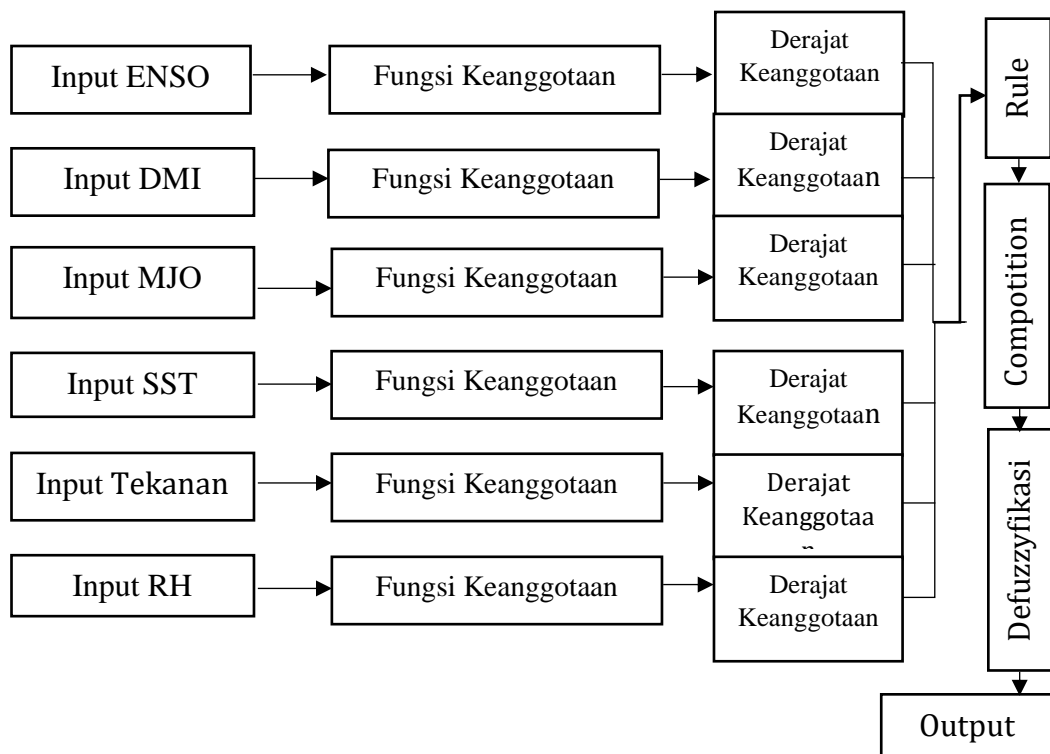 Input ENSO
Fungsi Keanggotaan
Derajat
Keanggotaan
Input DMI
Fungsi Keanggotaan
Derajat
Keanggotaan
Input MJO
Fungsi Keanggotaan
Derajat
Keanggotaan
Input SST
Fungsi Keanggotaan
Derajat
Keanggotaan
Input Tekanan
Fungsi Keanggotaan
Derajat
Keanggotaa
n
Input RH
Fungsi Keanggotaan
Derajat
Keanggotaan
Rule
Compotition
Defuzzyfikasi
Output